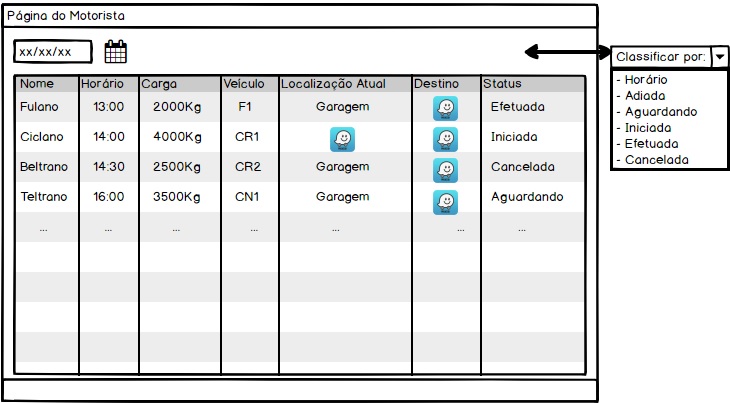 Página do Motorista
xx/xx/xx
Classificar por:
- Horário
- Adiada
- Aguardando
- Iniciada
- Efetuada
- Cancelada
Nome Horário Carga Veículo Localização Atual Destino Status
Fulano 13:00 2000Kg F1 Garagem Efetuada
Ciclano 14:00 4000Kg CR1 Iniciada
Beltrano 14:30 2500Kg CR2 Garagem Cancelada
Teltrano 16:00 3500Kg CN1 Garagem Aguardando
... ... ... ... ... ... ...